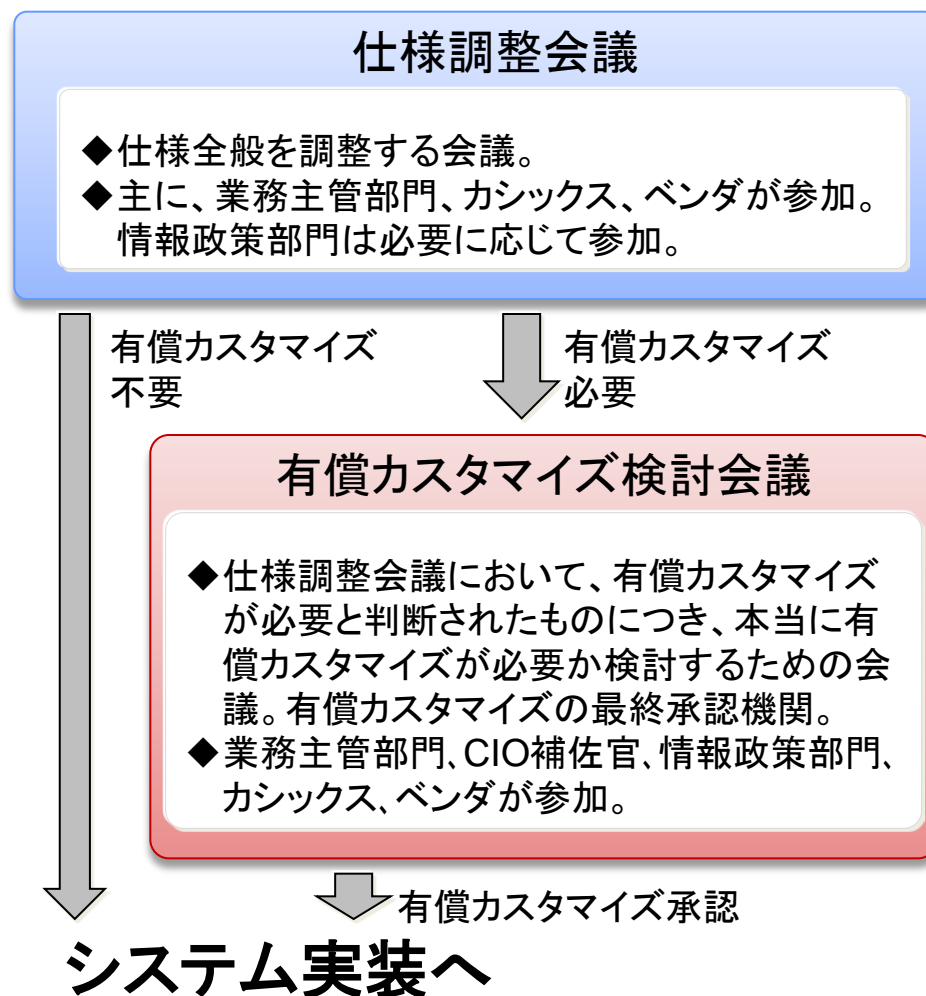 仕様調整会議
◆仕様全般を調整する会議。
◆主に、業務主管部門、カシックス、ベンダが参加。
情報政策部門は必要に応じて参加。
有償カスタマイズ
不要
有償カスタマイズ
必要
有償カスタマイズ検討会議
◆仕様調整会議において、有償カスタマイズ
が必要と判断されたものにつき、本当に有
償カスタマイズが必要か検討するための会
議。有償カスタマイズの最終承認機関。
◆業務主管部門、CIO補佐官、情報政策部門、
カシックス、ベンダが参加。
有償カスタマイズ承認
システム実装へ